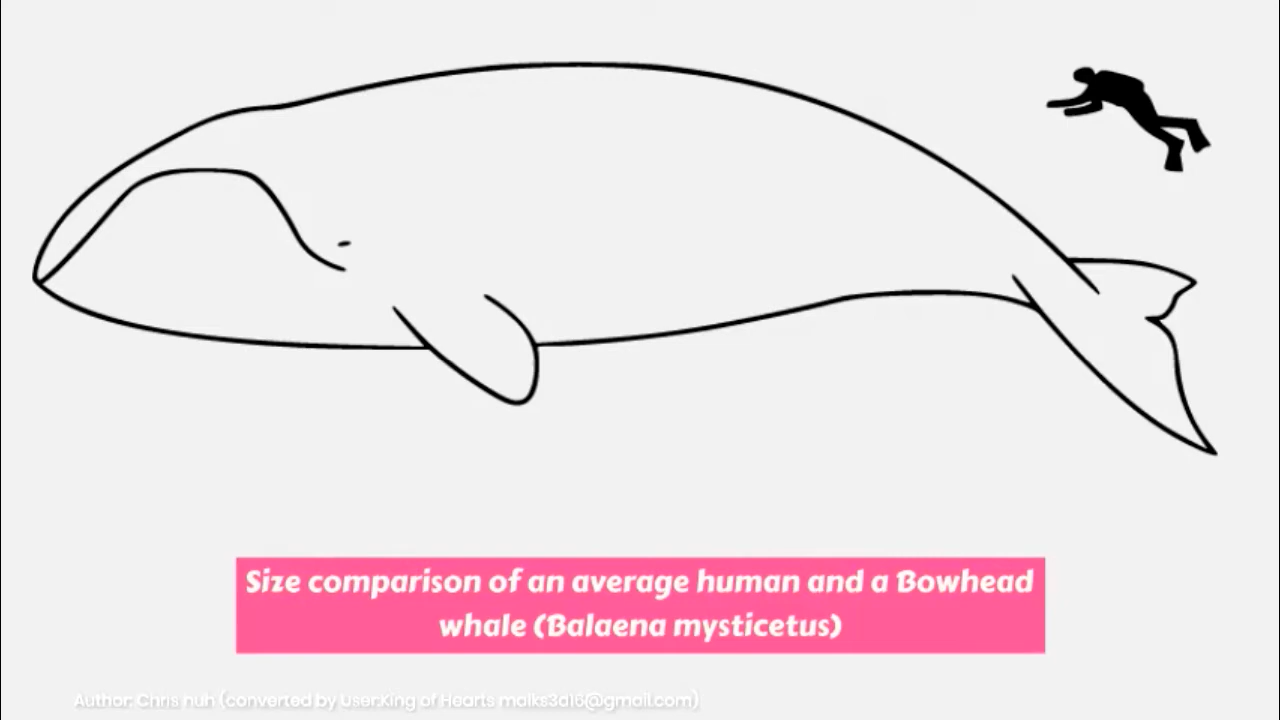 Size comparison of an average human and a Bowhead
whale (Balaena mysticetus)
Author: Chris huh (converted by User:King of Hearts maiks3d16@gmail.com)